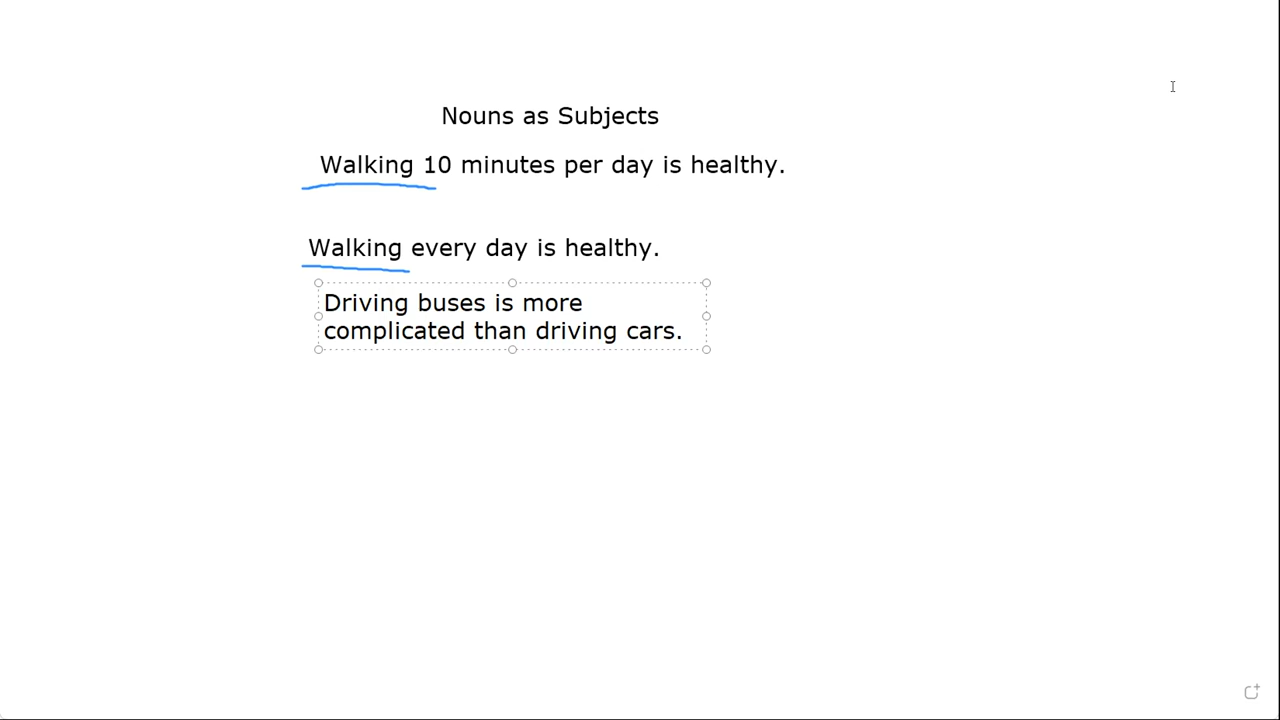 Nouns as Subjects
Walking 10 minutes per day is healthy.
Walking every day is healthy.
Driving buses is more
complicated than driving cars.